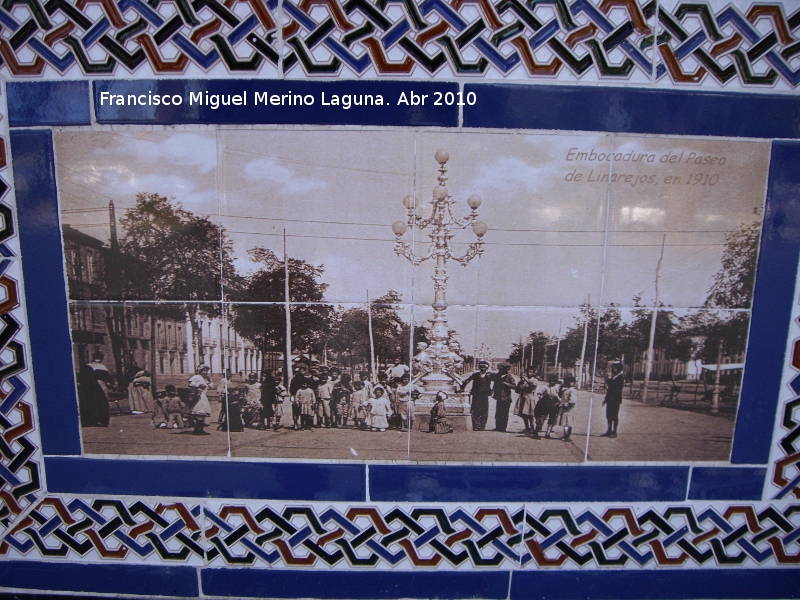 Francisco Miguel Merino Laguna. Abr 2010
Embocadura del Paseo
de Linarejos, en 1910